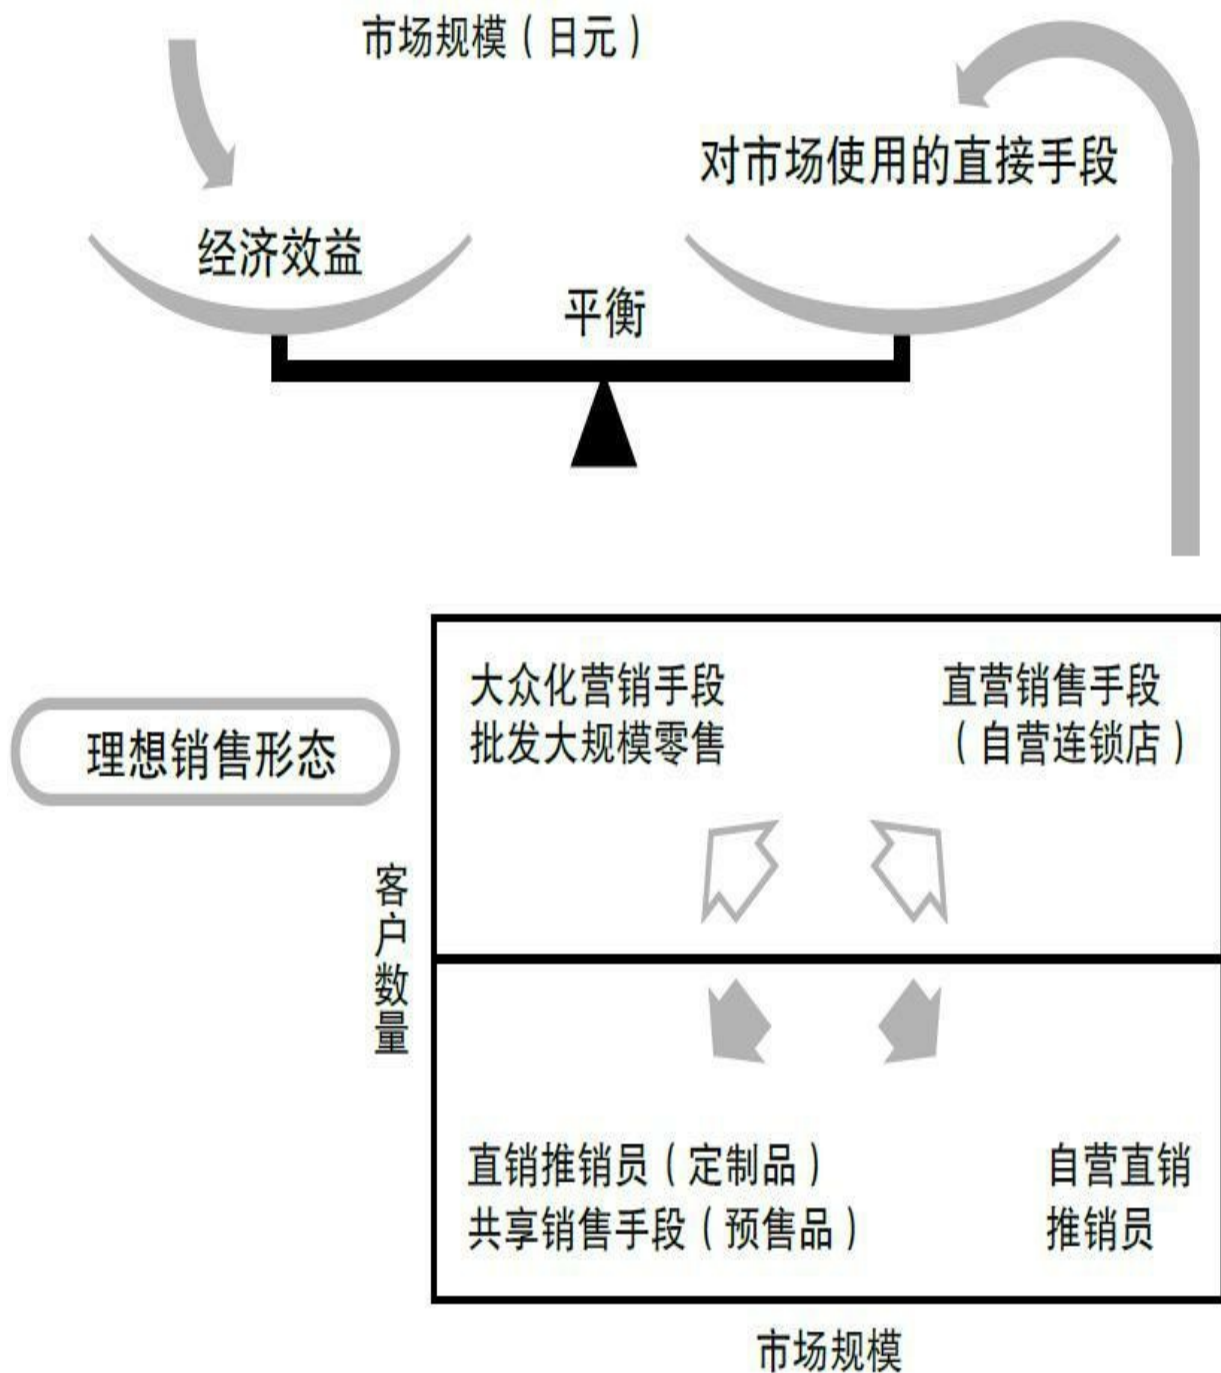 市场规模（日元）
对市场使用的直接手段
经济效益
平衡
大众化营销手段
批发大规模零售
直营销售手段
（自营连锁店）
理想销售形态
客户数量
直销推销员（定制品）
共享销售手段（预售品）
自营直销
推销员
市场规模